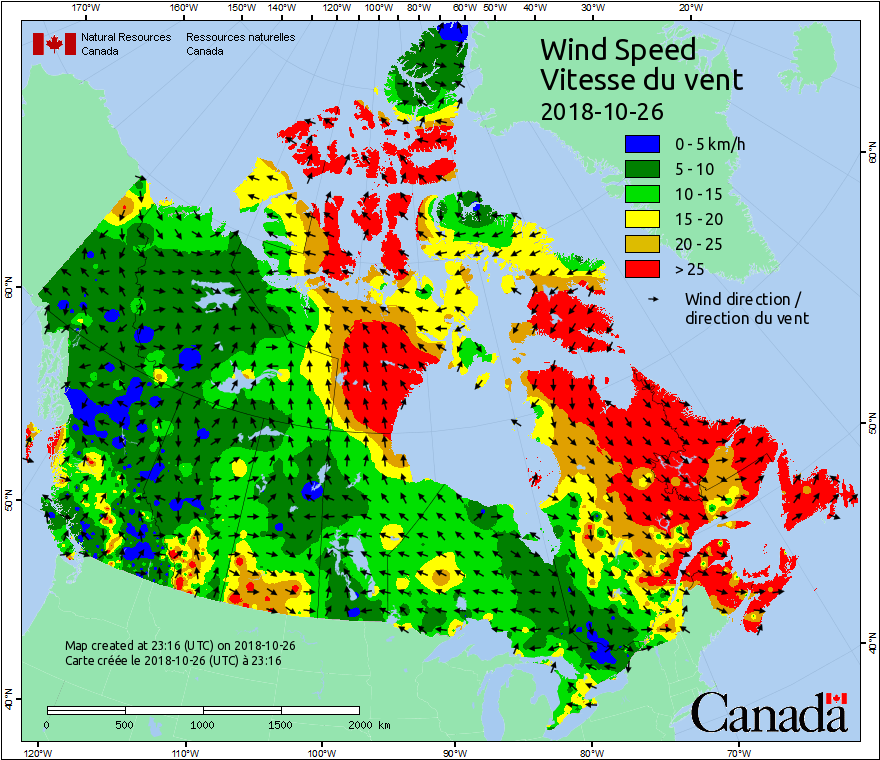 170°W 160°W 150°W 140°W 130°W 120°W 110°W 100°W 90°W 80°W 70°W 60°W 50°W 40°W 30°W 20°W
Natural Resources Ressources naturelles
Canada Canada
Wind Speed
Vitesse du vent
2018-10-26
0 - 5 km/h
5 - 10
10 - 15
15 - 20
20 - 25
> 25
Wind direction /
direction du vent
60°N
60°N
50°N
50°N
40°N
40°N
Map created at 23:16 (UTC) on 2018-10-26
Carte créée le 2018-10-26 (UTC) à 23:16
0 500 1000 1500 2000 km
Canada
120°W 110°W 100°W 90°W 80°W 70°W